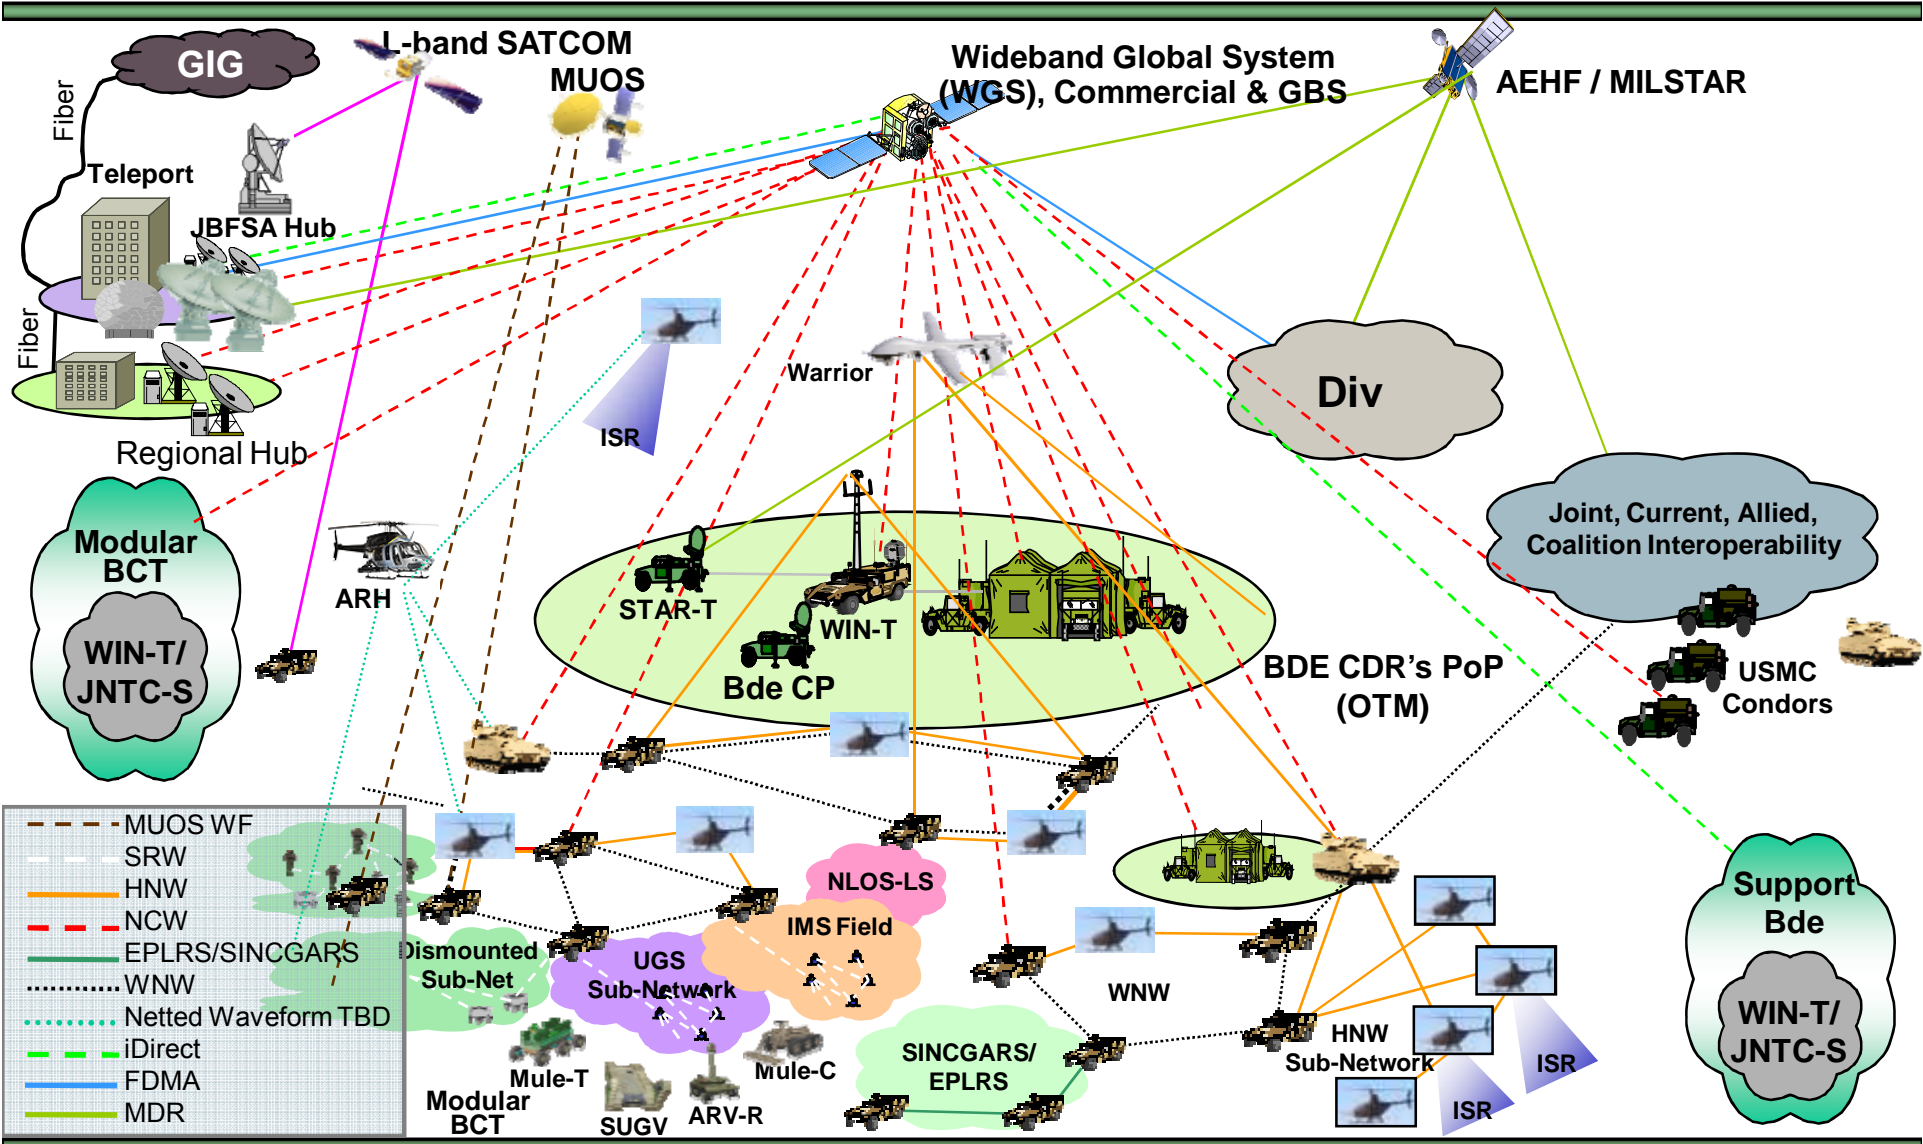 GIG
L-band SATCOM
MUOS
Wideband Global System
(WGS), Commercial & GBS
AEHF / MILSTAR
Fiber
Teleport
JBFSA Hub
Fiber
Regional Hub
Warrior
ISR
Div
Modular
BCT
WIN-T/
JNTC-S
ARH
STAR-T
WIN-T
Bde CP
BDE CDR's PoP
(OTM)
Joint, Current, Allied,
Coalition Interoperability
USMC
Condors
MUOS WF
SRW
HNW
NCW
EPLRS/SINCGARS
WNW
Netted Waveform TBD
iDirect
FDMA
MDR
Dismounted
Sub-Net
UGS
Sub-Network
NLOS-LS
IMS Field
Mule-T
Mule-C
Modular
BCT
SUGV
ARV-R
SINCGARS/
EPLRS
WNW
HNW
Sub-Network
ISR
ISR
Support
Bde
WIN-T/
JNTC-S